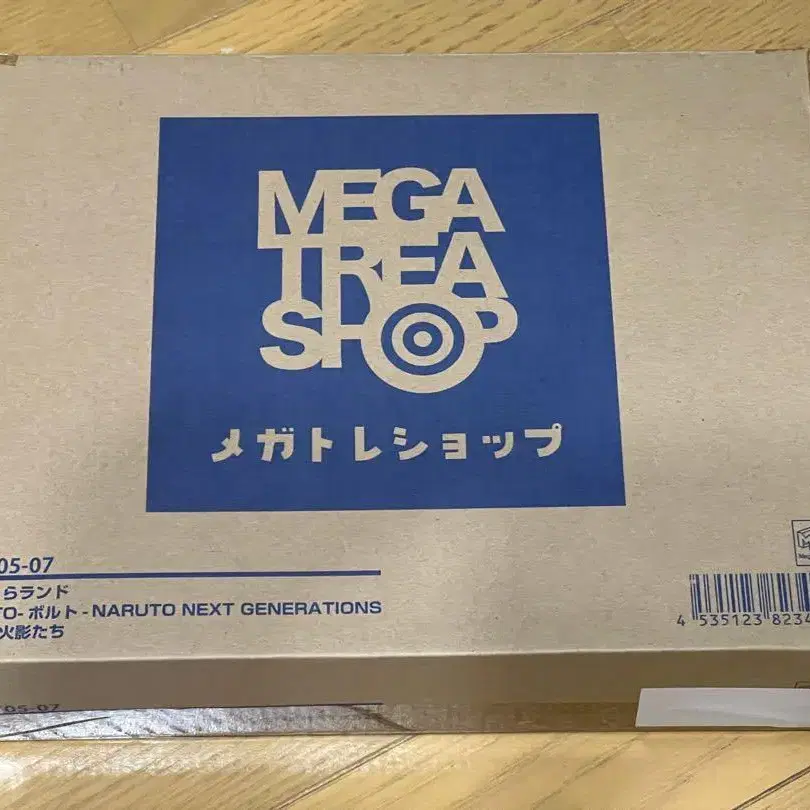 MEGA
TREA
SHOP
メガトレショップ
05-07
らランド
TO-ボルト-NARUTO NEXT GENERATIONS
火影たち
4 535123 8234
05-07